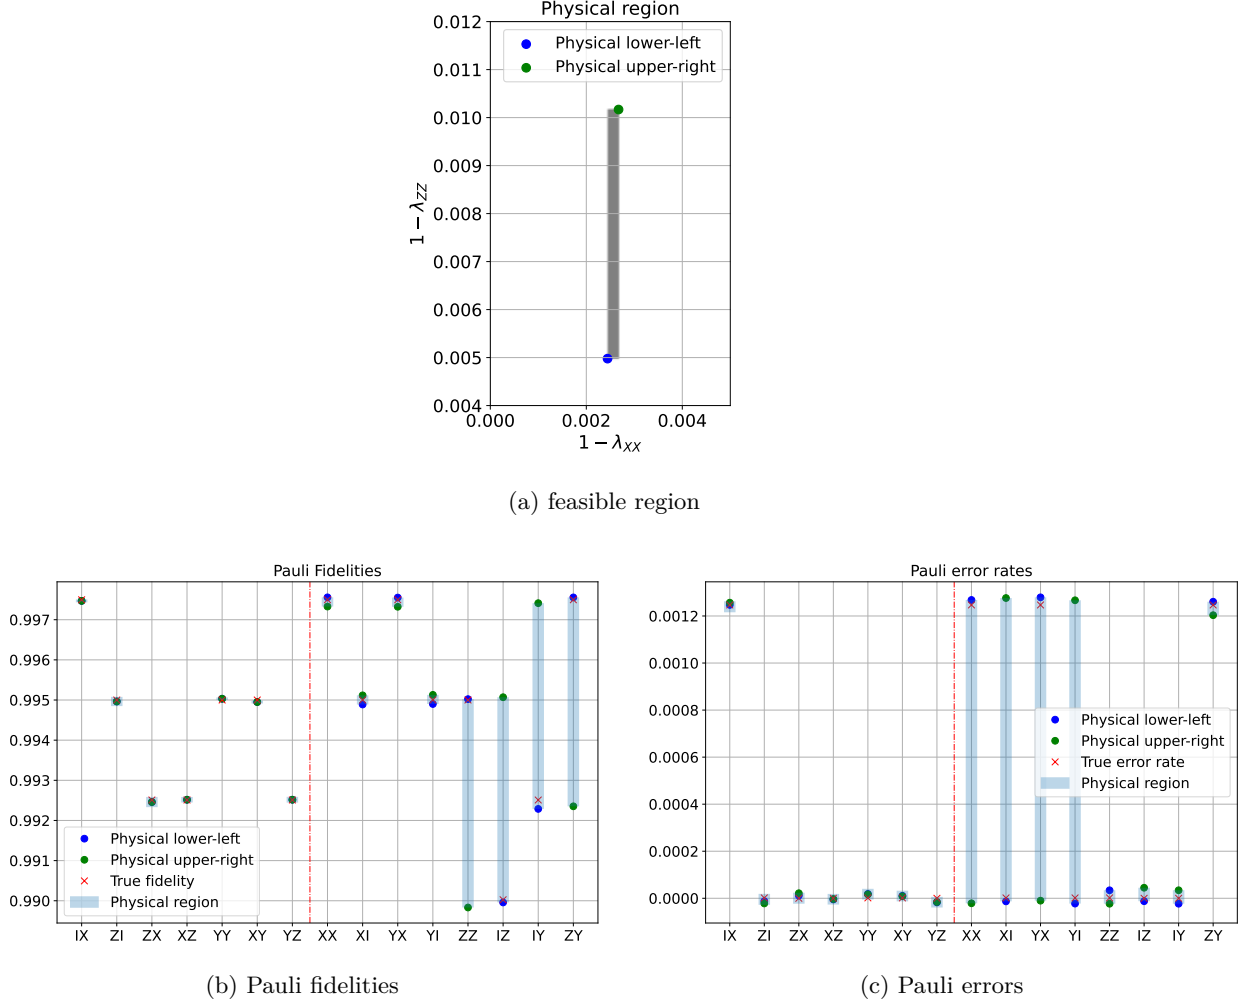 Physical region
0.012
0.011
0.010
0.009
0.008
0.007
0.006
0.005
0.004
1 − λ_ZZ
Physical lower-left
Physical upper-right
0.000 0.002 0.004
1 − λ_XX
(a) feasible region
Pauli Fidelities
0.997
0.996
0.995
0.994
0.993
0.992
0.991
0.990
Physical lower-left
Physical upper-right
True fidelity
Physical region
IX ZI ZX XZ YY XY YZ XX XI YX YI ZZ IZ IY ZY
(b) Pauli fidelities
Pauli error rates
0.0012
0.0010
0.0008
0.0006
0.0004
0.0002
0.0000
Physical lower-left
Physical upper-right
True error rate
Physical region
IX ZI ZX XZ YY XY YZ XX XI YX YI ZZ IZ IY ZY
(c) Pauli errors